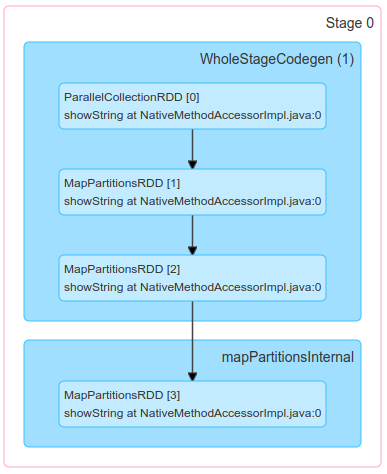 Stage 0
WholeStageCodegen (1)
ParallelCollectionRDD [0]
showString at NativeMethodAccessorImpl.java:0
MapPartitionsRDD [1]
showString at NativeMethodAccessorImpl.java:0
MapPartitionsRDD [2]
showString at NativeMethodAccessorImpl.java:0
mapPartitionsInternal
MapPartitionsRDD [3]
showString at NativeMethodAccessorImpl.java:0